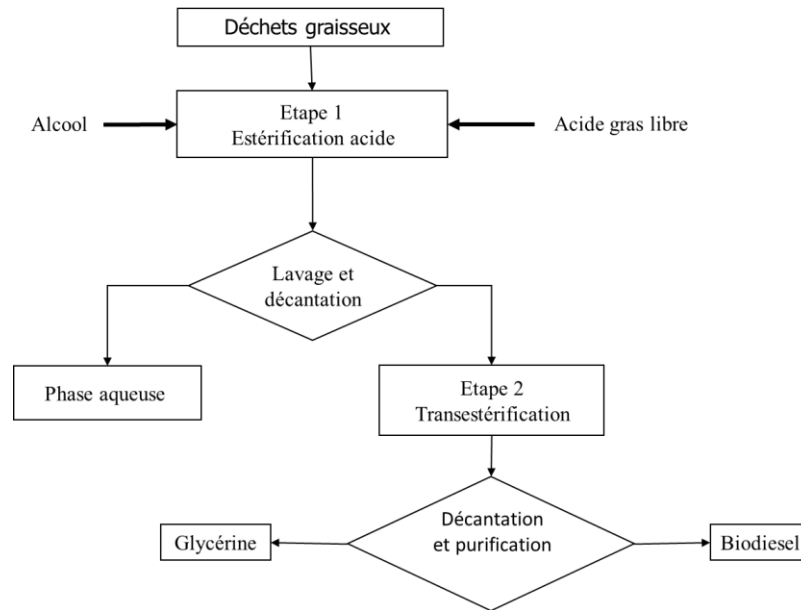 Déchets graisseux
Etape 1
Estérification acide
Alcool
Acide gras libre
Lavage et
décantation
Phase aqueuse
Etape 2
Transestérification
Décantation
et purification
Glycérine
Biodiesel